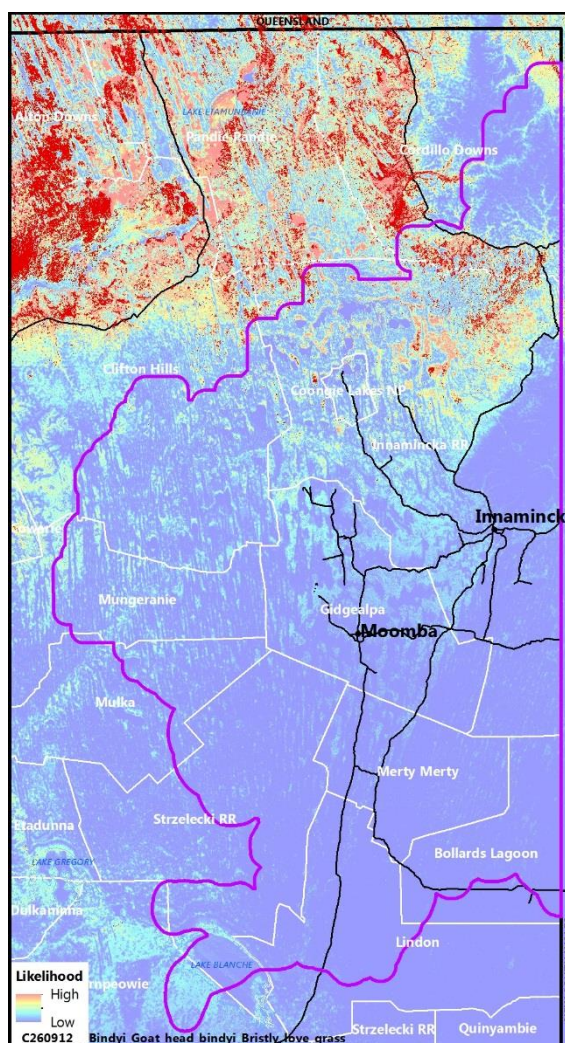 QUEENSLAND
LAKE ETAMUNBANIE
Alton Downs
Pandie Pandie
Cordillo Downs
Clifton Hills
Coongie Lakes NP
Innamincka RR
Innaminck
Mungeranie
Gidgealpa
Moomba
Mulka
Merty Merty
Etadunna
Strzelecki RR
Bollards Lagoon
LAKE GREGORY
Dulkaninna
Lindon
LAKE BLANCHE
Likelihood
High
Low
Strzelecki RR
Quinyambie
C260912
Bindyi Goat head bindyi Bristly love grass